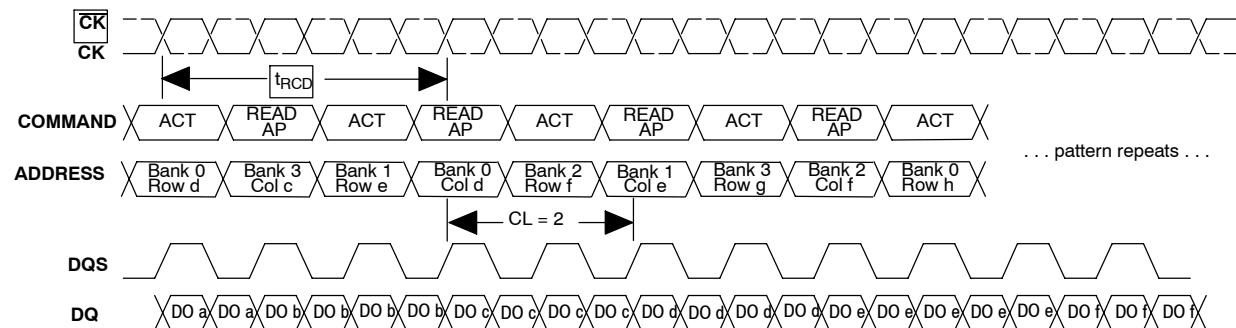 CK
CK
tRCD
COMMAND ACT READ AP ACT READ AP ACT READ AP ACT READ AP ACT
. . . pattern repeats . . .
ADDRESS Bank 0 Row d Bank 3 Col c Bank 1 Row e Bank 0 Col d Bank 2 Row f Bank 1 Col e Bank 3 Row g Bank 2 Col f Bank 0 Row h
CL = 2
DQS
DQ DO a DO a DO b DO b DO b DO b DO c DO c DO c DO c DO d DO d DO d DO d DO e DO e DO e DO e DO e DO f DO f DO f